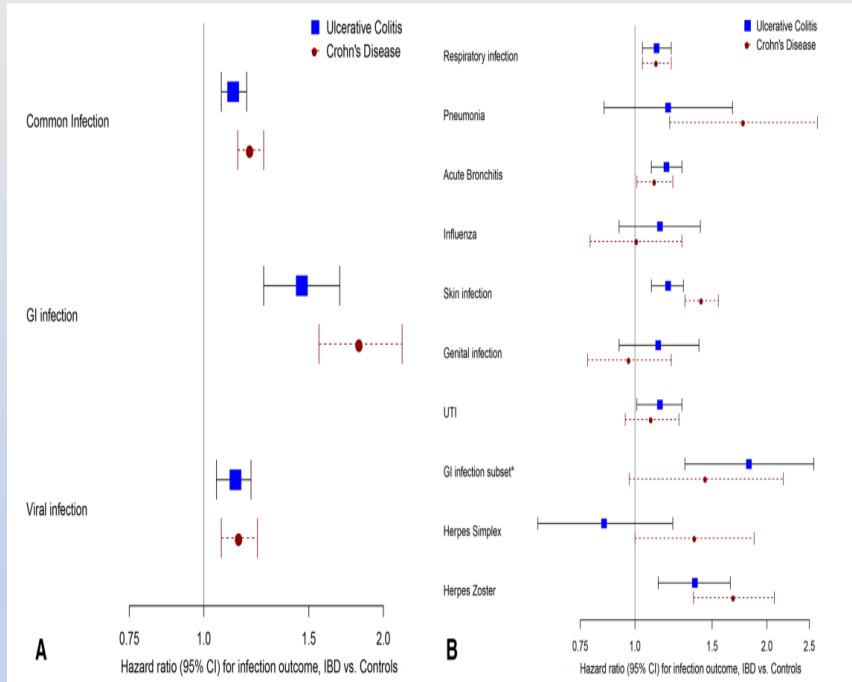 Ulcerative Colitis
Crohn's Disease
Common Infection
GI infection
Viral infection
0.75 1.0 1.5 2.0
A
Hazard ratio (95% CI) for infection outcome, IBD vs. Controls
Ulcerative Colitis
Crohn's Disease
Respiratory infection
Pneumonia
Acute Bronchitis
Influenza
Skin infection
Genital infection
UTI
GI infection subset*
Herpes Simplex
Herpes Zoster
0.75 1.0 1.5 2.0 2.5
B
Hazard ratio (95% CI) for infection outcome, IBD vs. Controls